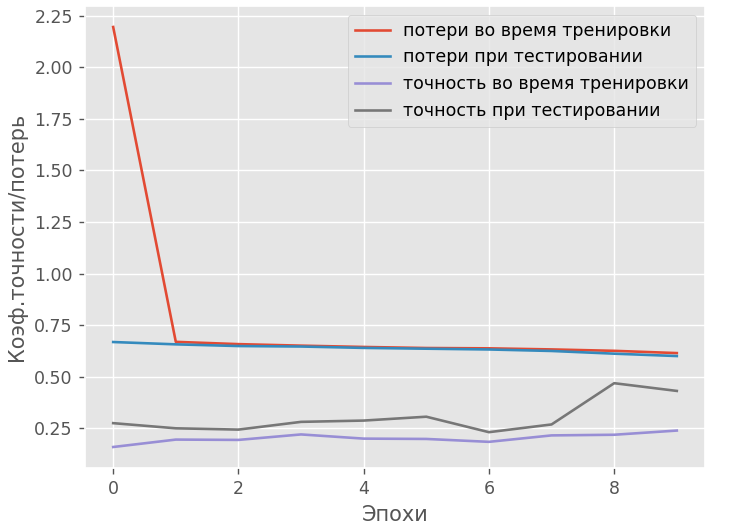 2.25
2.00
1.75
1.50
1.25
1.00
0.75
0.50
0.25
Коэф.точности/потерь
потери во время тренировки
потери при тестировании
точность во время тренировки
точность при тестировании
0 2 4 6 8
Эпохи